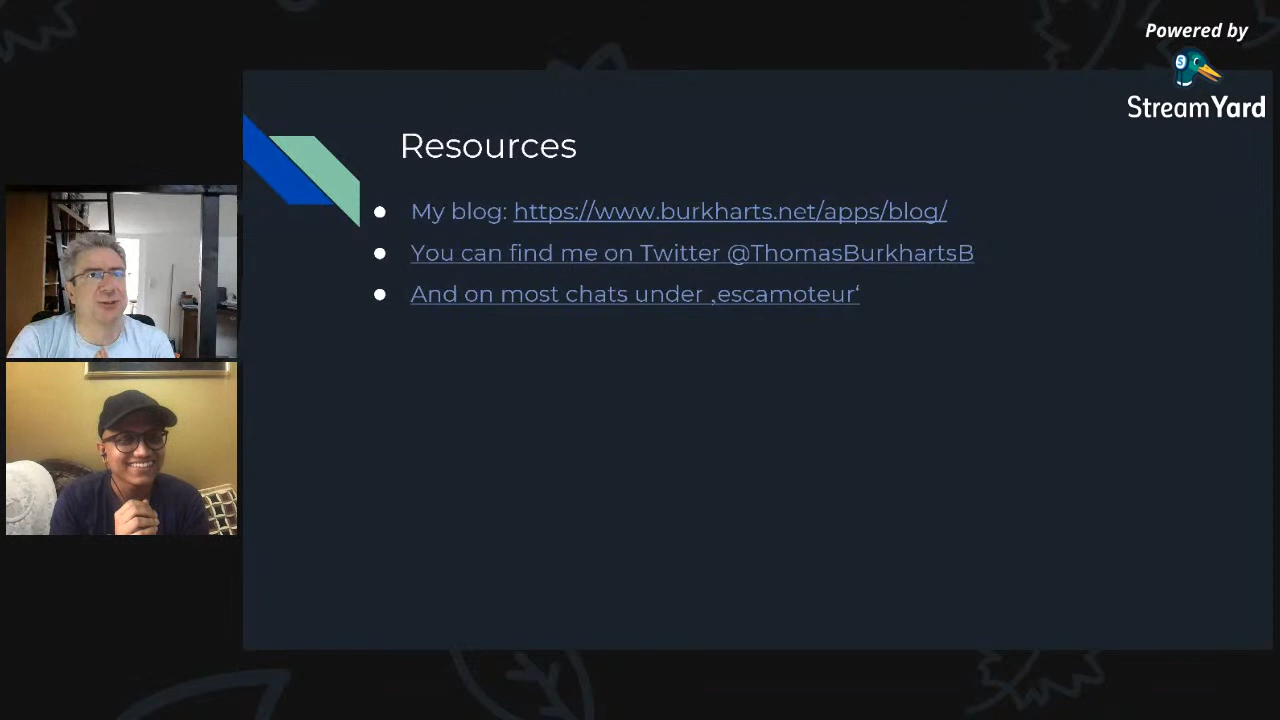 Powered by
StreamYard
Resources
My blog: https://www.burkharts.net/apps/blog/
You can find me on Twitter @ThomasBurkhartsB
And on most chats under ‚escamoteur‘